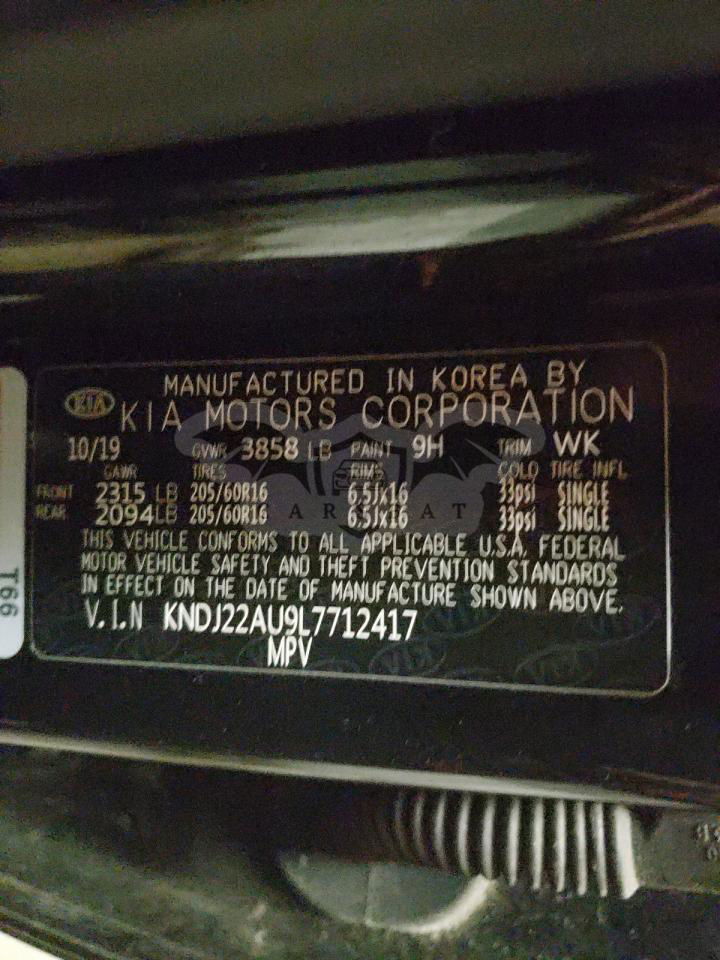 KIA
MANUFACTURED IN KOREA BY
KIA MOTORS CORPORATION
10/19 GVWR 3858 LB PAINT 9H TRIM WK
GAWR TIRES RIMS COLD TIRE INFL
FRONT 2315 LB 205/60R16 6.5Jx16 33psi SINGLE
REAR 2094LB 205/60R16 6.5Jx16 33psi SINGLE
THIS VEHICLE CONFORMS TO ALL APPLICABLE U.S.A. FEDERAL
MOTOR VEHICLE SAFETY AND THEFT PREVENTION STANDARDS
IN EFFECT ON THE DATE OF MANUFACTURE SHOWN ABOVE.
V.I.N KNDJ22AU9L7712417
MPV